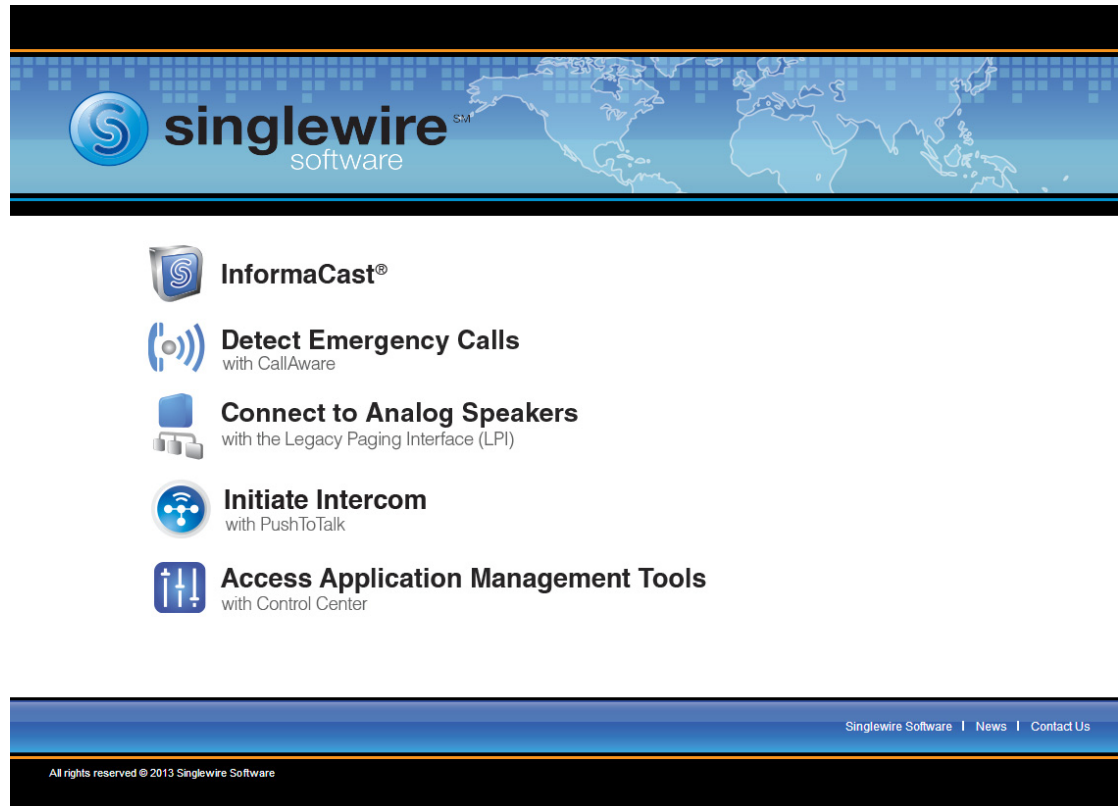 singlewire℠
software
InformaCast®
Detect Emergency Calls
with CallAware
Connect to Analog Speakers
with the Legacy Paging Interface (LPI)
Initiate Intercom
with PushToTalk
Access Application Management Tools
with Control Center
Singlewire Software | News | Contact Us
All rights reserved © 2013 Singlewire Software